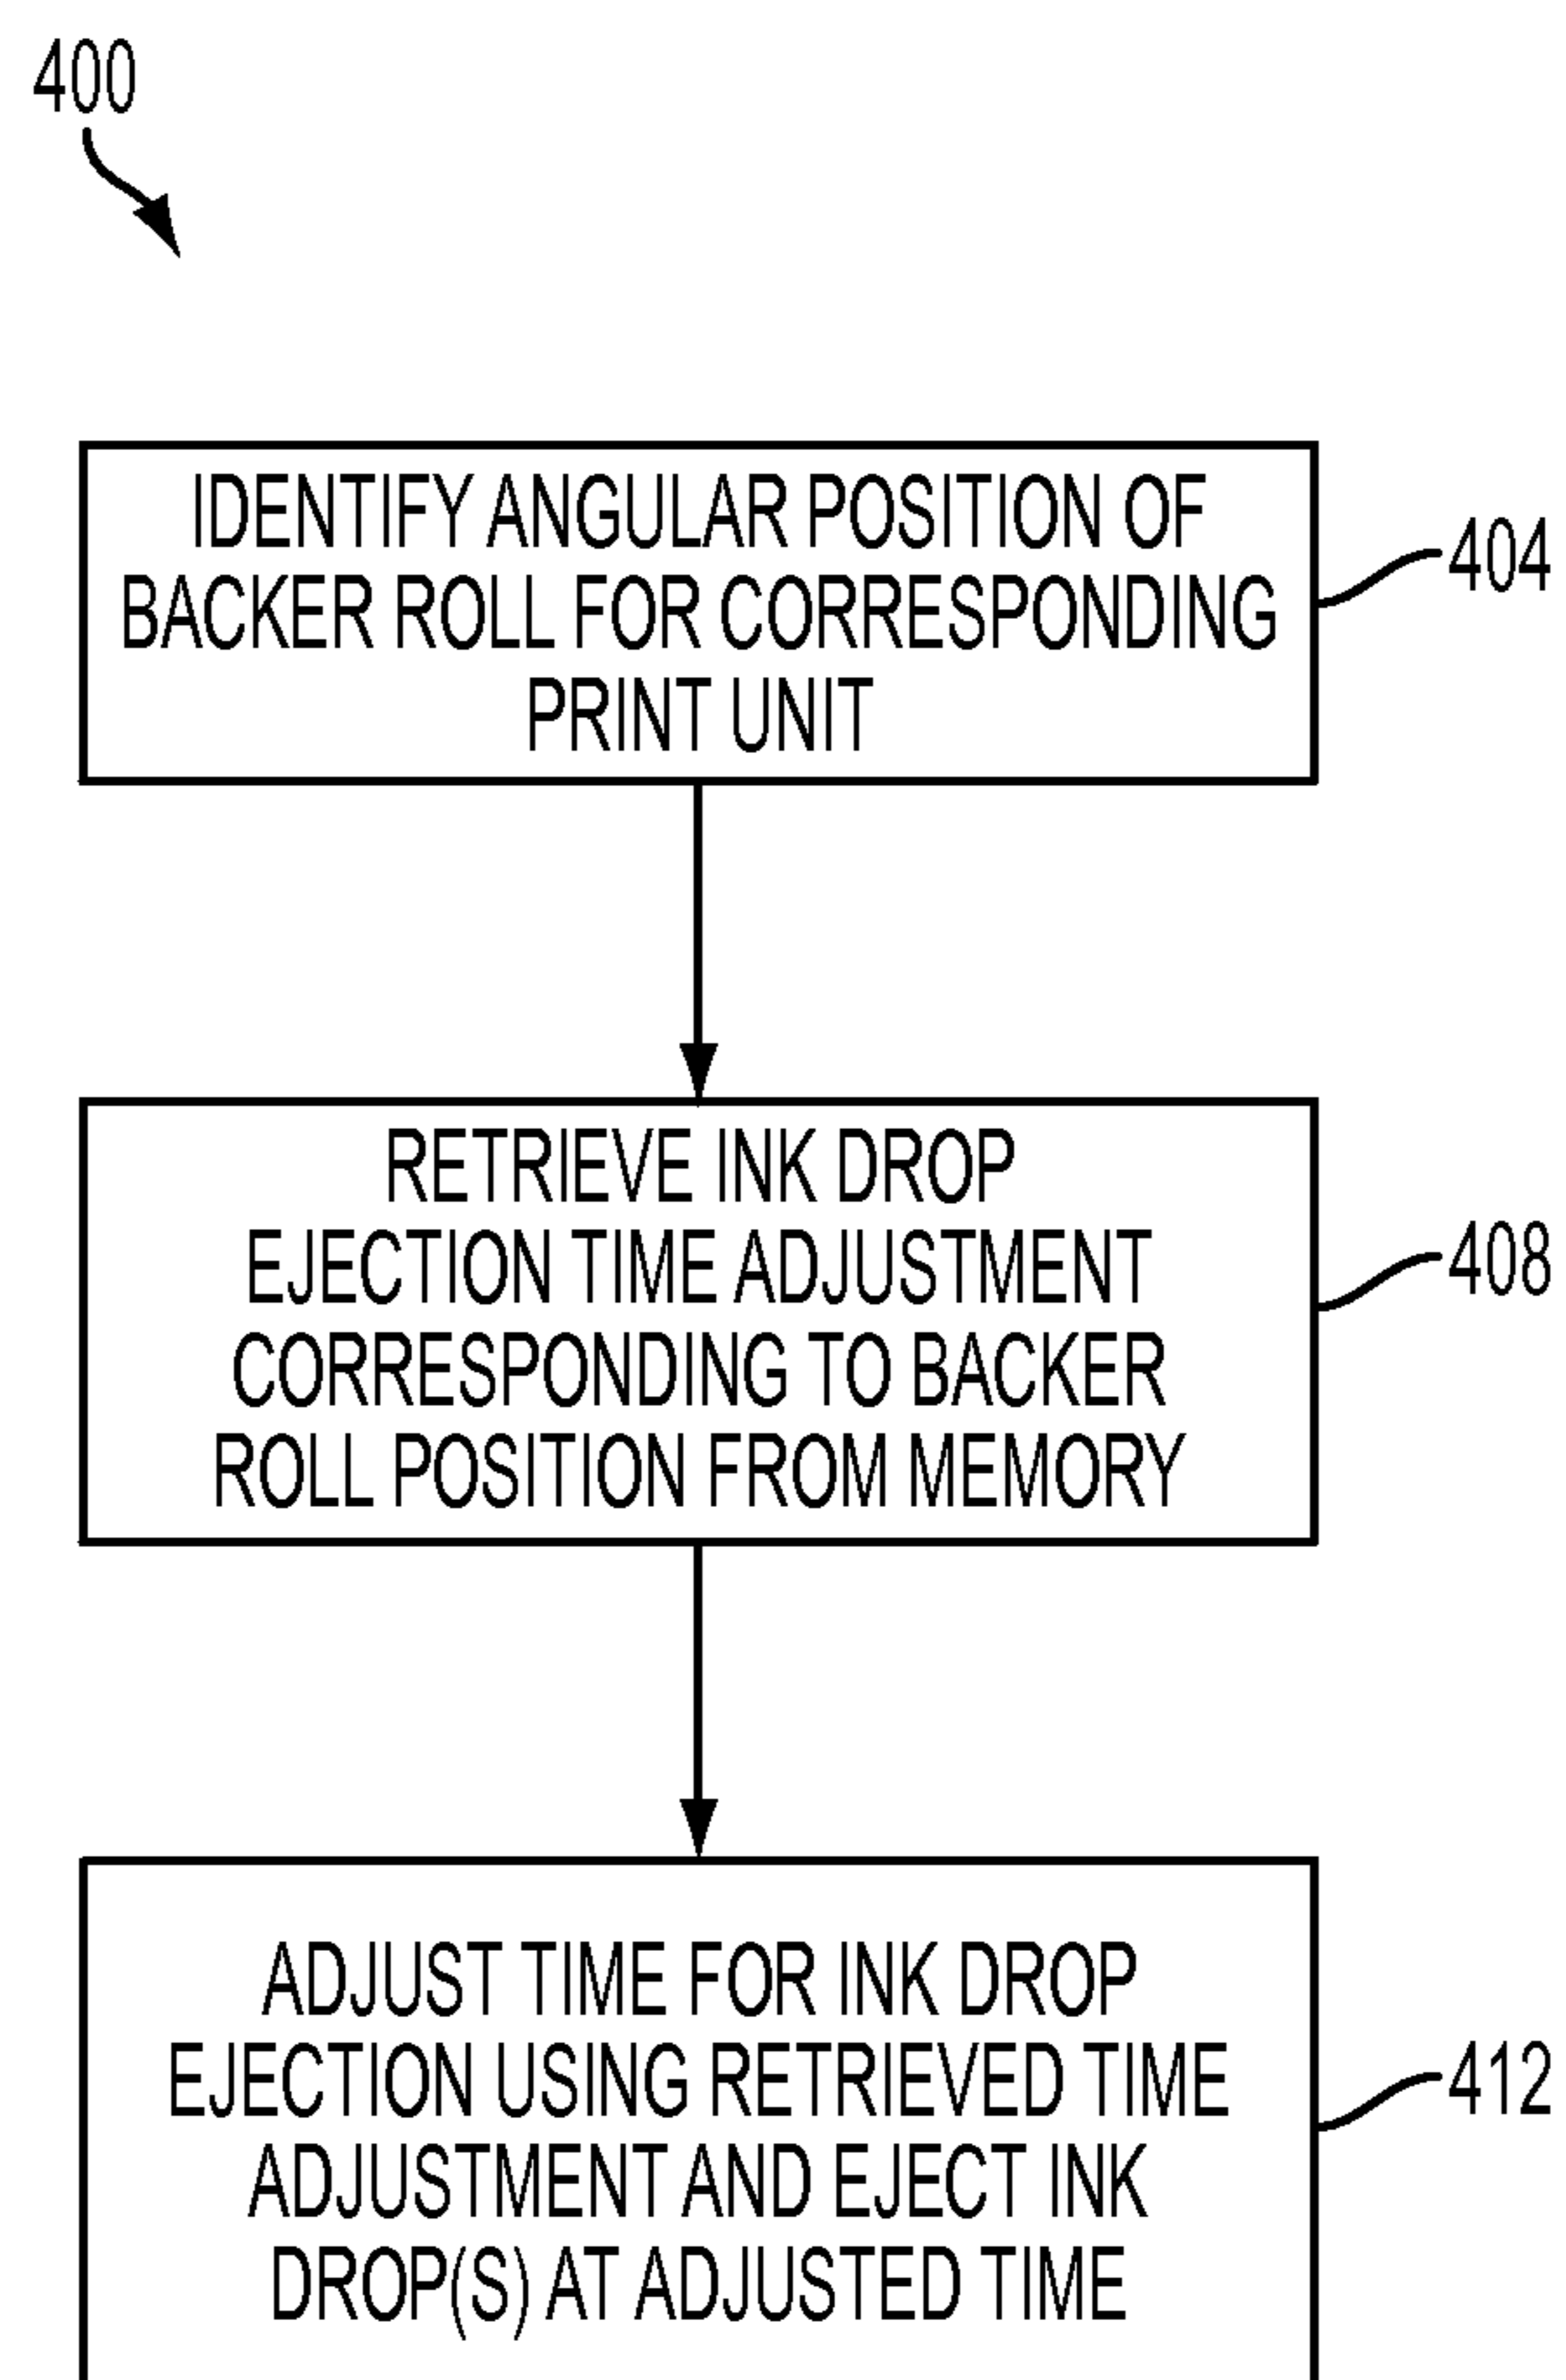 400
IDENTIFY ANGULAR POSITION OF
BACKER ROLL FOR CORRESPONDING
PRINT UNIT
404
RETRIEVE INK DROP
EJECTION TIME ADJUSTMENT
CORRESPONDING TO BACKER
ROLL POSITION FROM MEMORY
408
ADJUST TIME FOR INK DROP
EJECTION USING RETRIEVED TIME
ADJUSTMENT AND EJECT INK
DROP(S) AT ADJUSTED TIME
412